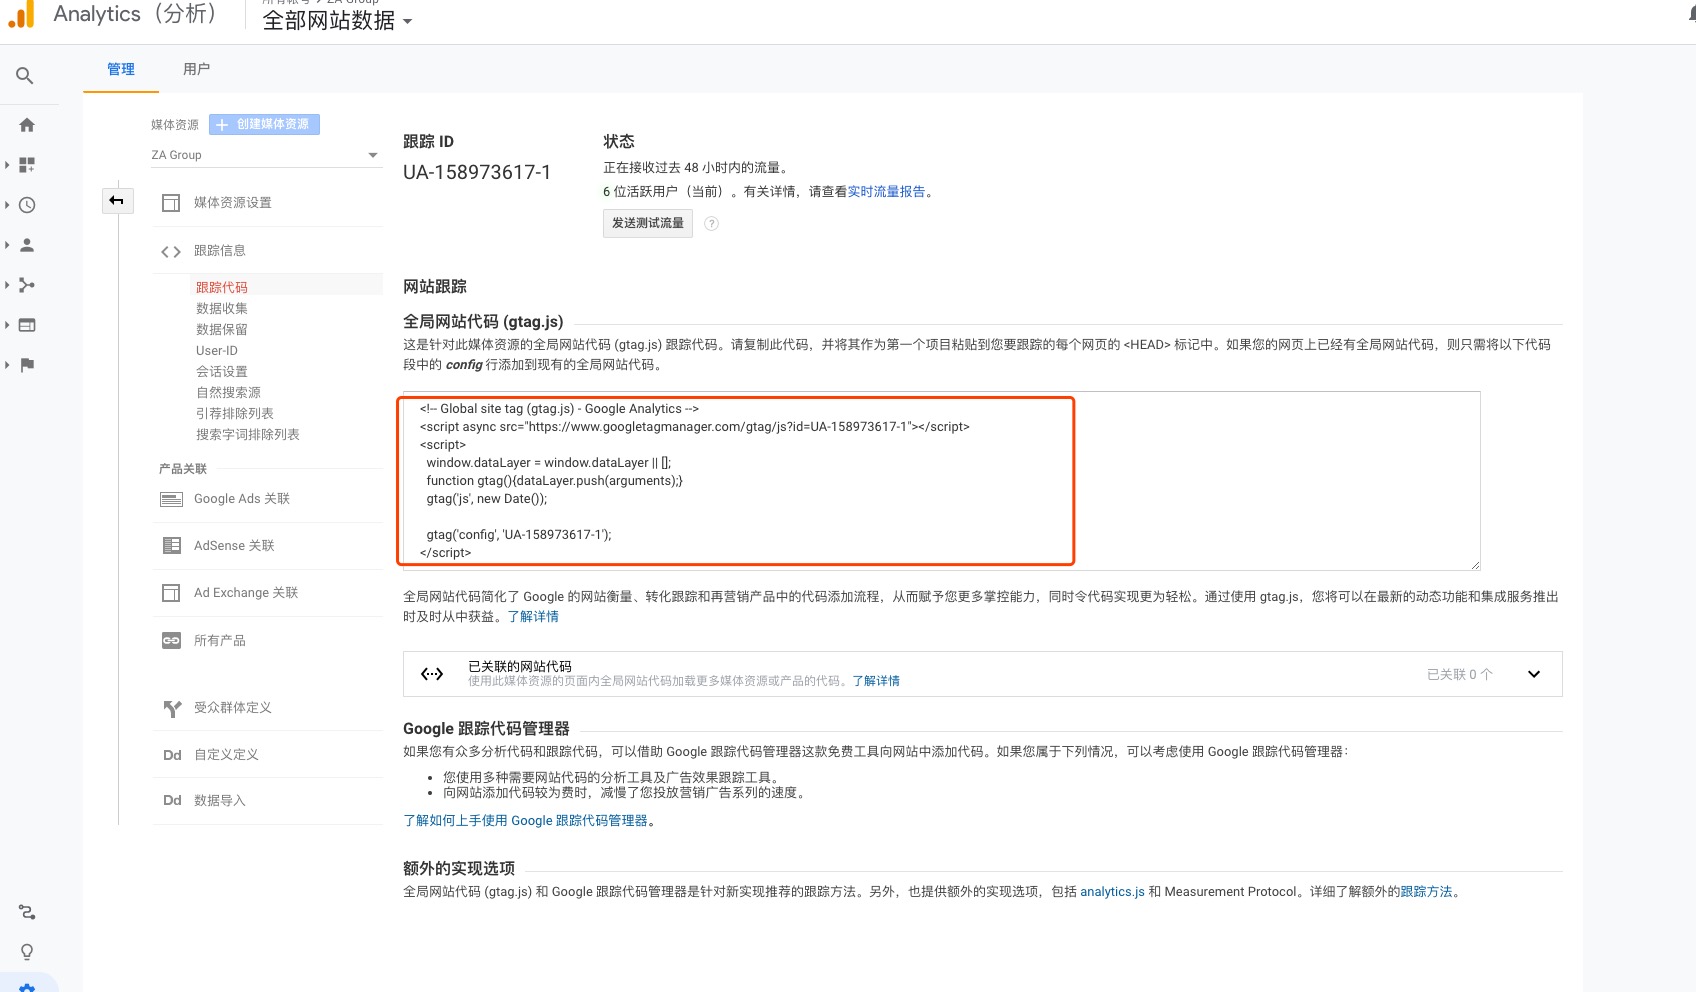 Analytics（分析）
所有帐号 > ZA Group
全部网站数据
管理
用户
媒体资源
创建媒体资源
ZA Group
媒体资源设置
跟踪信息
跟踪代码
数据收集
数据保留
User-ID
会话设置
自然搜索源
引荐排除列表
搜索字词排除列表
产品关联
Google Ads 关联
AdSense 关联
Ad Exchange 关联
所有产品
受众群体定义
Dd 自定义定义
Dd 数据导入
跟踪 ID
UA-158973617-1
状态
正在接收过去 48 小时内的流量。
6 位活跃用户（当前）。有关详情，请查看实时流量报告。
发送测试流量 ?
网站跟踪
全局网站代码 (gtag.js)
这是针对此媒体资源的全局网站代码 (gtag.js) 跟踪代码。请复制此代码，并将其作为第一个项目粘贴到您要跟踪的每个网页的 <HEAD> 标记中。如果您的网页上已经有全局网站代码，则只需将以下代码
段中的 config 行添加到现有的全局网站代码。
<!-- Global site tag (gtag.js) - Google Analytics -->
<script async src="https://www.googletagmanager.com/gtag/js?id=UA-158973617-1"></script>
<script>
window.dataLayer = window.dataLayer || [];
function gtag(){dataLayer.push(arguments);}
gtag('js', new Date());
gtag('config', 'UA-158973617-1');
</script>
全局网站代码简化了 Google 的网站衡量、转化跟踪和再营销产品中的代码添加流程，从而赋予您更多掌控能力，同时令代码实现更为轻松。通过使用 gtag.js，您将可以在最新的动态功能和集成服务推出
时及时从中获益。了解详情
已关联的网站代码
使用此媒体资源的页面内全局网站代码加载更多媒体资源或产品的代码。了解详情
已关联 0 个
Google 跟踪代码管理器
如果您有众多分析代码和跟踪代码，可以借助 Google 跟踪代码管理器这款免费工具向网站中添加代码。如果您属于下列情况，可以考虑使用 Google 跟踪代码管理器：
• 您使用多种需要网站代码的分析工具及广告效果跟踪工具。
• 向网站添加代码较为费时，减慢了您投放营销广告系列的速度。
了解如何上手使用 Google 跟踪代码管理器。
额外的实现选项
全局网站代码 (gtag.js) 和 Google 跟踪代码管理器是针对新实现推荐的跟踪方法。另外，也提供额外的实现选项，包括 analytics.js 和 Measurement Protocol。详细了解额外的跟踪方法。